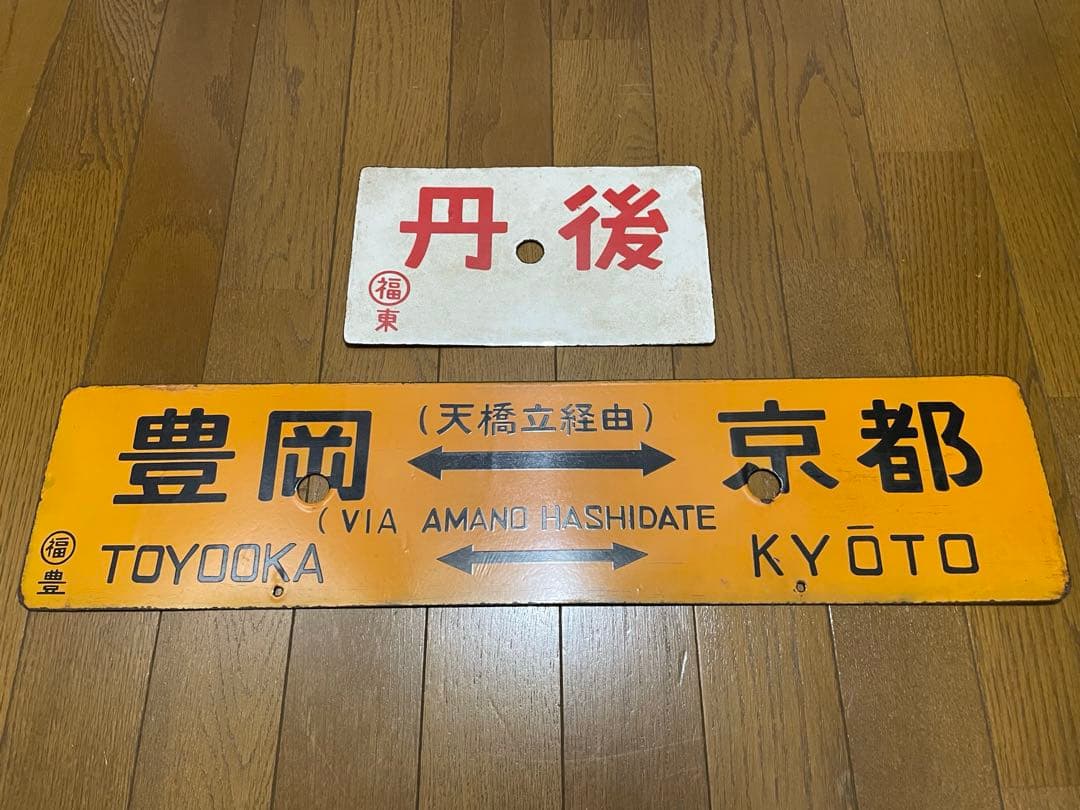 丹後
福
東
豊岡 (天橋立経由) 京都
(VIA AMANO HASHIDATE
TOYOOKA KYŌTO
福
豊